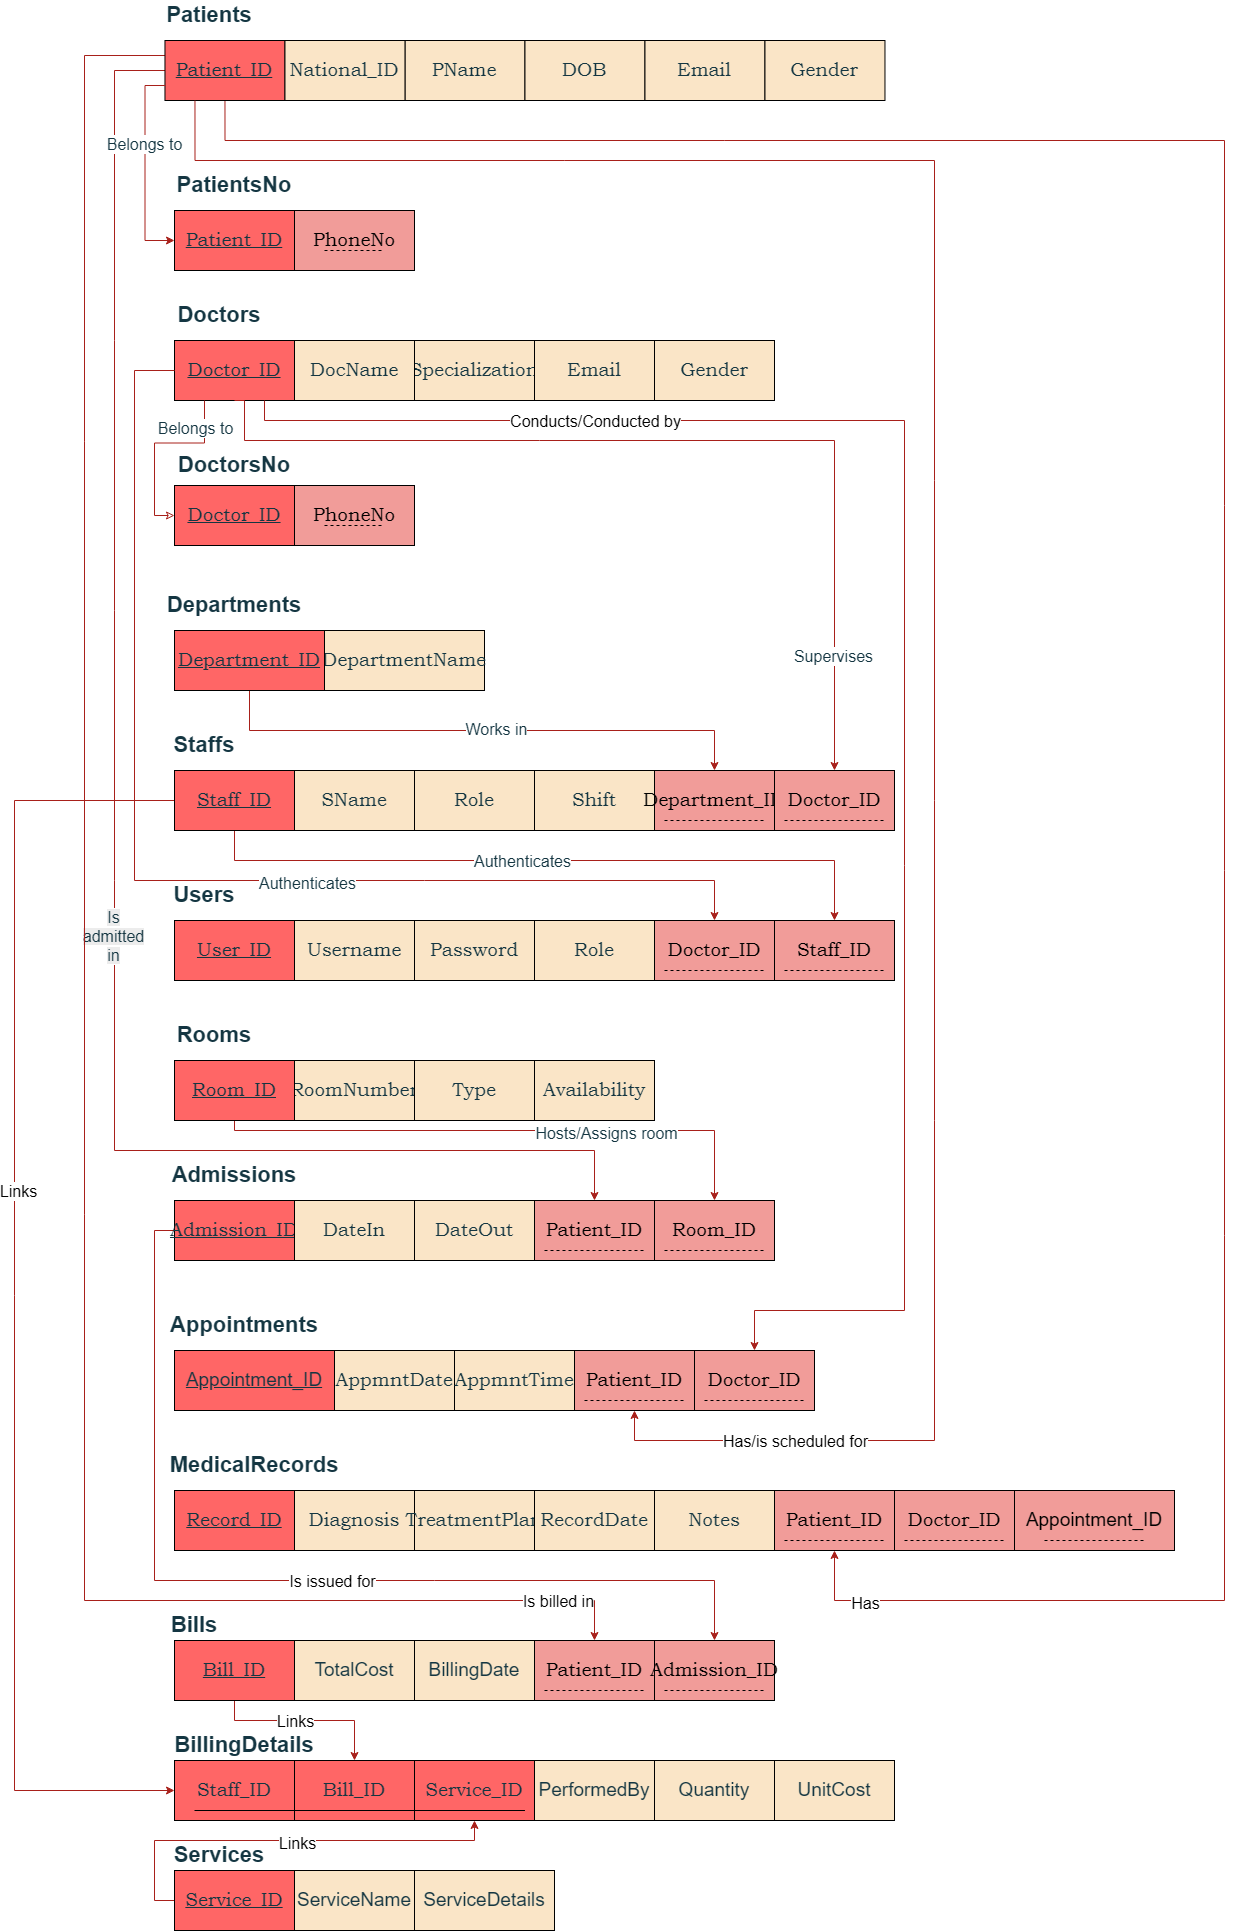 Patients
Patient_ID National_ID PName DOB Email Gender
Belongs to
PatientsNo
Patient_ID PhoneNo
Doctors
Doctor_ID DocName Specialization Email Gender
Conducts/Conducted by
Belongs to
DoctorsNo
Doctor_ID PhoneNo
Departments
Supervises
Department_ID DepartmentName
Works in
Staffs
Staff_ID SName Role Shift Department_ID Doctor_ID
Authenticates
Authenticates
Users
Is
admitted
in
User_ID Username Password Role Doctor_ID Staff_ID
Rooms
Room_ID RoomNumber Type Availability
Hosts/Assigns room
Admissions
Links
Admission_ID DateIn DateOut Patient_ID Room_ID
Appointments
Appointment_ID AppmntDate AppmntTime Patient_ID Doctor_ID
Has/is scheduled for
MedicalRecords
Record_ID Diagnosis TreatmentPlan RecordDate Notes Patient_ID Doctor_ID Appointment_ID
Is issued for
Is billed in
Has
Bills
Bill_ID TotalCost BillingDate Patient_ID Admission_ID
Links
BillingDetails
Staff_ID Bill_ID Service_ID PerformedBy Quantity UnitCost
Links
Services
Service_ID ServiceName ServiceDetails